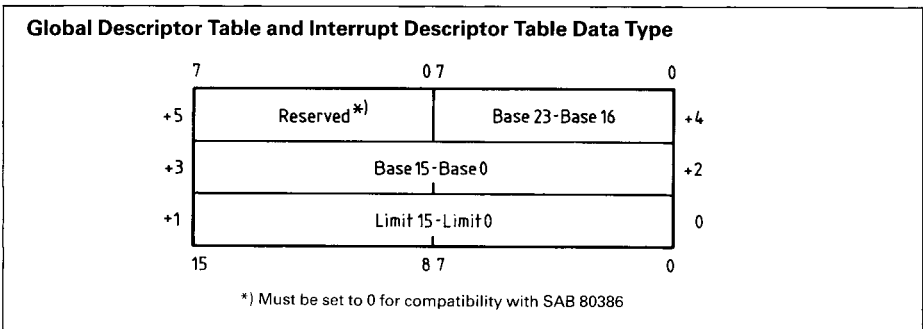 Global Descriptor Table and Interrupt Descriptor Table Data Type
7 0 7 0
+5 Reserved *) Base 23-Base 16 +4
+3 Base 15-Base 0 +2
+1 Limit 15-Limit 0 0
15 8 7 0
*) Must be set to 0 for compatibility with SAB 80386